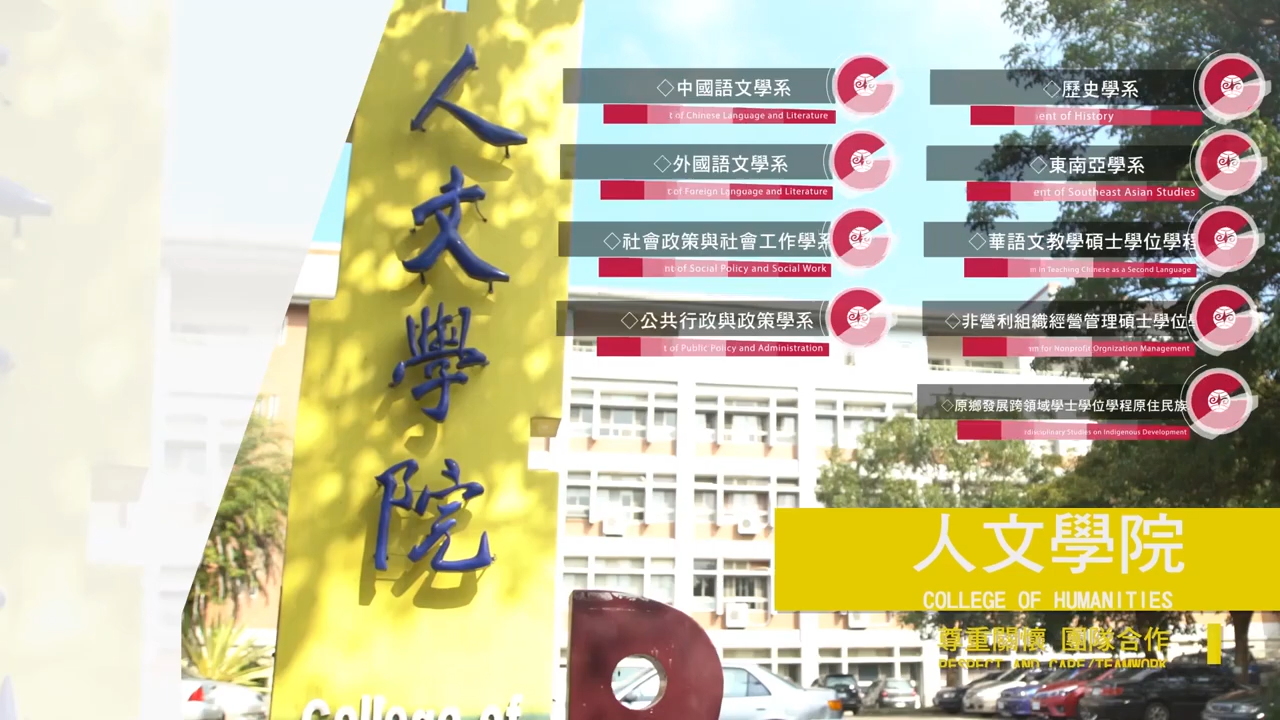 人文學院
College of
◇中國語文學系
t of Chinese Language and Literature
◇外國語文學系
t of Foreign Language and Literature
◇社會政策與社會工作學系
nt of Social Policy and Social Work
◇公共行政與政策學系
t of Public Policy and Administration
◇歷史學系
ent of History
◇東南亞學系
ent of Southeast Asian Studies
◇華語文教學碩士學位學程
m in Teaching Chinese as a Second Language
◇非營利組織經營管理碩士學位
m for Nonprofit Orgnization Management
◇原鄉發展跨領域學士學位學程原住民族
rdisciplinary Studies on Indigenous Development
人文學院
COLLEGE OF HUMANITIES
尊重關懷 團隊合作
RESPECT AND CARE/TEAMWORK